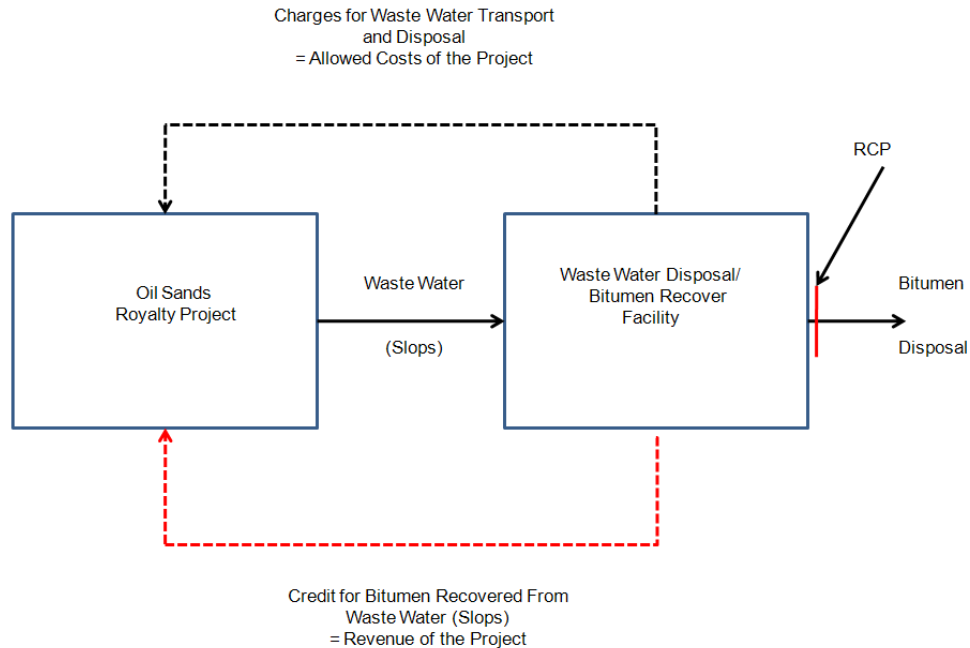 Charges for Waste Water Transport
and Disposal
= Allowed Costs of the Project
RCP
Oil Sands
Royalty Project
Waste Water
(Slops)
Waste Water Disposal/
Bitumen Recover
Facility
Bitumen
Disposal
Credit for Bitumen Recovered From
Waste Water (Slops)
= Revenue of the Project